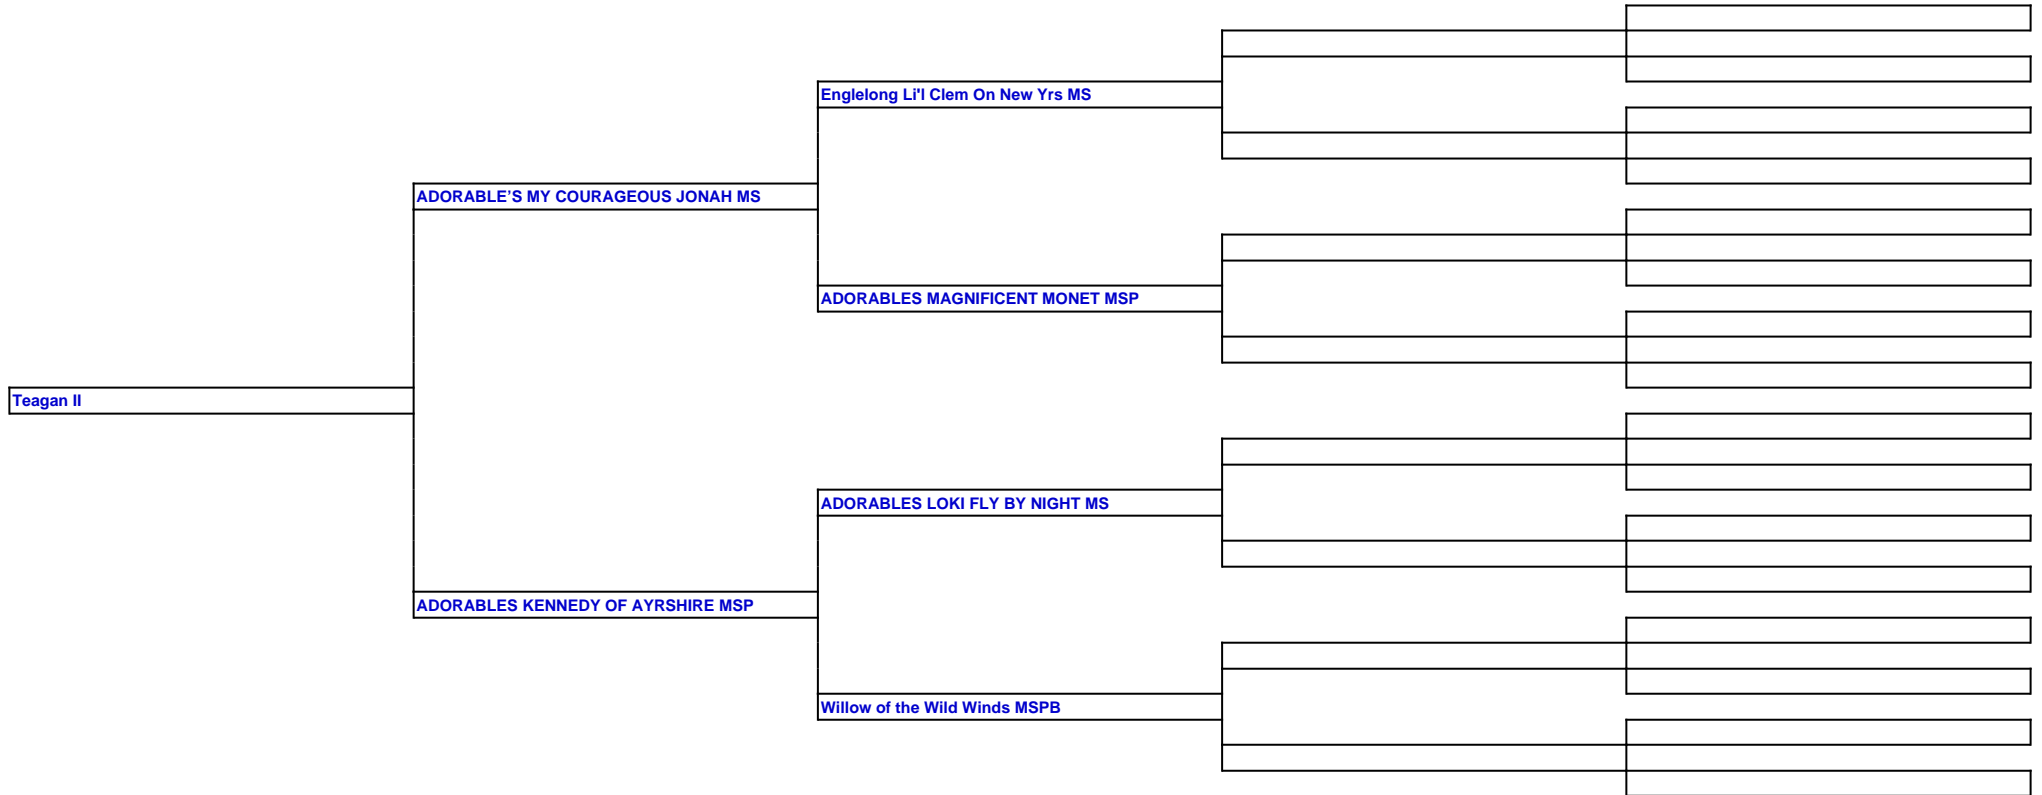 Englelong Li'l Clem On New Yrs MS
ADORABLE’S MY COURAGEOUS JONAH MS
ADORABLES MAGNIFICENT MONET MSP
Teagan II
ADORABLES LOKI FLY BY NIGHT MS
ADORABLES KENNEDY OF AYRSHIRE MSP
Willow of the Wild Winds MSPB